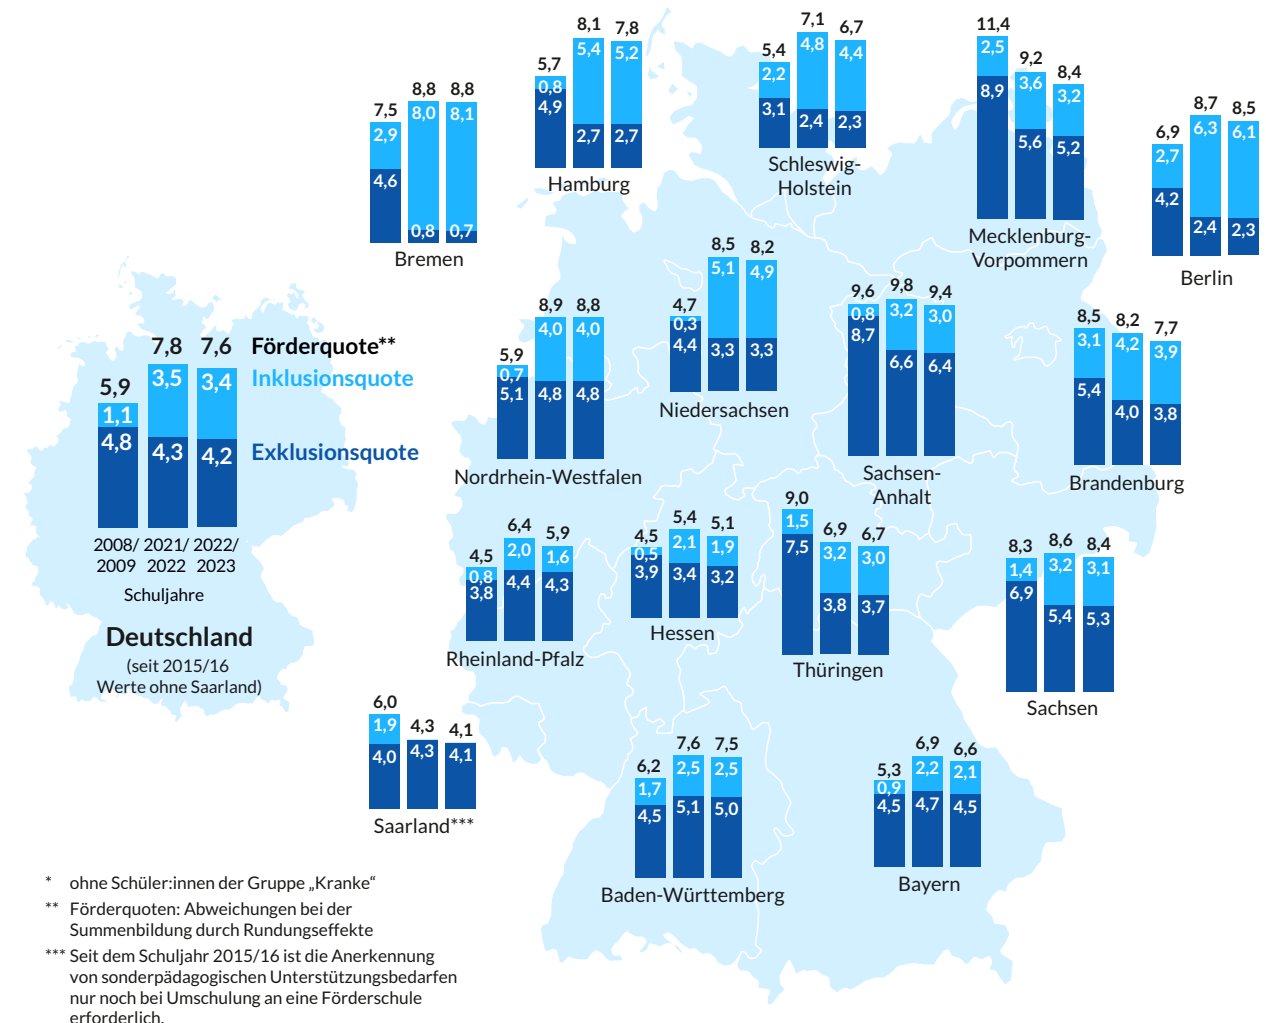 8,1 7,8
5,4 5,2
5,7
0,8
4,9
2,7 2,7
Hamburg
7,1 6,7
5,4 4,8 4,4
2,2
3,1 2,4 2,3
Schleswig-
Holstein
11,4
2,5 9,2 8,4
8,9 3,6 3,2
5,6 5,2
Mecklenburg-
Vorpommern
8,8 8,8
7,5 8,0 8,1
2,9
4,6
0,8 0,7
Bremen
8,7 8,5
6,9 6,3 6,1
2,7
4,2
2,4 2,3
Berlin
8,5 8,2
5,1 4,9
4,7
0,3
4,4 3,3 3,3
Niedersachsen
9,6 9,8 9,4
0,8 3,2 3,0
8,7
6,6 6,4
Sachsen-
Anhalt
8,9 8,8
4,0 4,0
5,9
0,7
5,1 4,8 4,8
Nordrhein-Westfalen
8,5 8,2 7,7
3,1 4,2 3,9
5,4 4,0 3,8
Brandenburg
7,8 7,6 Förderquote**
3,5 3,4 Inklusionsquote
5,9
1,1
4,8 4,3 4,2 Exklusionsquote
2008/ 2021/ 2022/
2009 2022 2023
Schuljahre
Deutschland
(seit 2015/16
Werte ohne Saarland)
6,4 5,9
4,5 2,0 1,6
0,8
3,8 4,4 4,3
Rheinland-Pfalz
5,4 5,1
4,5 2,1 1,9
0,5
3,9 3,4 3,2
Hessen
9,0
1,5 6,9 6,7
7,5 3,2 3,0
3,8 3,7
Thüringen
8,3 8,6 8,4
1,4 3,2 3,1
6,9
5,4 5,3
Sachsen
6,0
1,9 4,3 4,1
4,0 4,3 4,1
Saarland***
7,6 7,5
6,2 2,5 2,5
1,7
4,5 5,1 5,0
Baden-Württemberg
6,9 6,6
5,3 2,2 2,1
0,9
4,5 4,7 4,5
Bayern
* ohne Schüler:innen der Gruppe „Kranke“
** Förderquoten: Abweichungen bei der
Summenbildung durch Rundungseffekte
*** Seit dem Schuljahr 2015/16 ist die Anerkennung
von sonderpädagogischen Unterstützungsbedarfen
nur noch bei Umschulung an eine Förderschule
erforderlich.